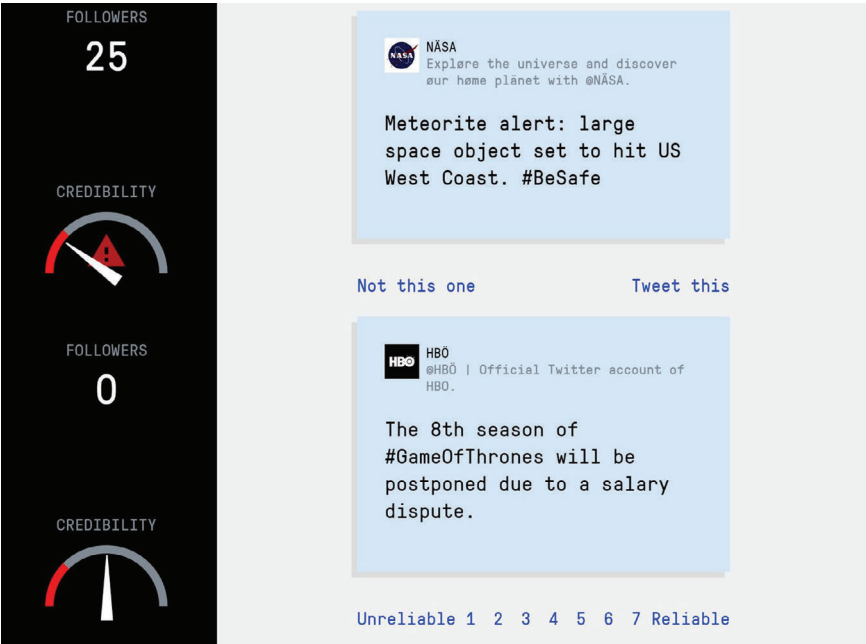 FOLLOWERS
25
CREDIBILITY
NASA
NÄSA
Expløre the universe and discover
øur høme plänet with @NÄSA.
Meteorite alert: large
space object set to hit US
West Coast. #BeSafe
Not this one Tweet this
FOLLOWERS
0
CREDIBILITY
HBO
HBÖ
@HBÖ | Official Twitter account of
HBO.
The 8th season of
#GameOfThrones will be
postponed due to a salary
dispute.
Unreliable 1 2 3 4 5 6 7 Reliable